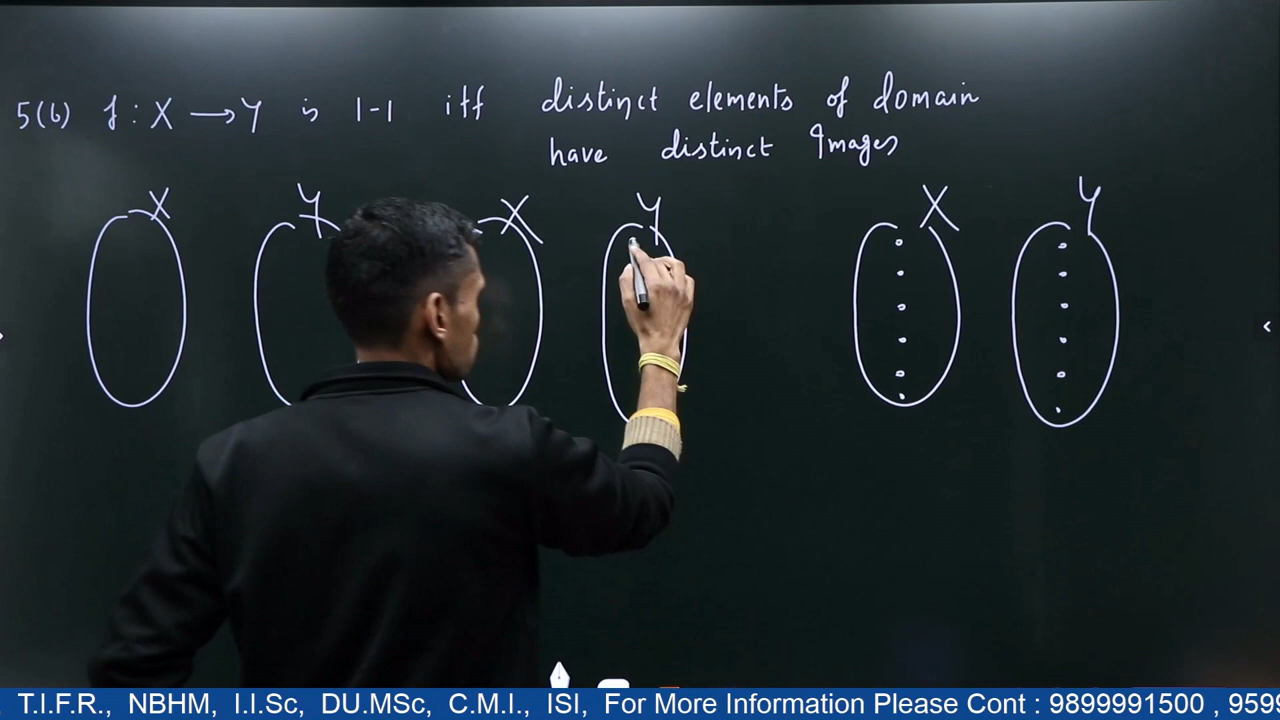 5(b) f : X → Y is 1-1 iff distinct elements of domain
have distinct Images
X Y X Y X Y
T.I.F.R., NBHM, I.I.Sc, DU.MSc, C.M.I., ISI, For More Information Please Cont : 9899991500 , 9599